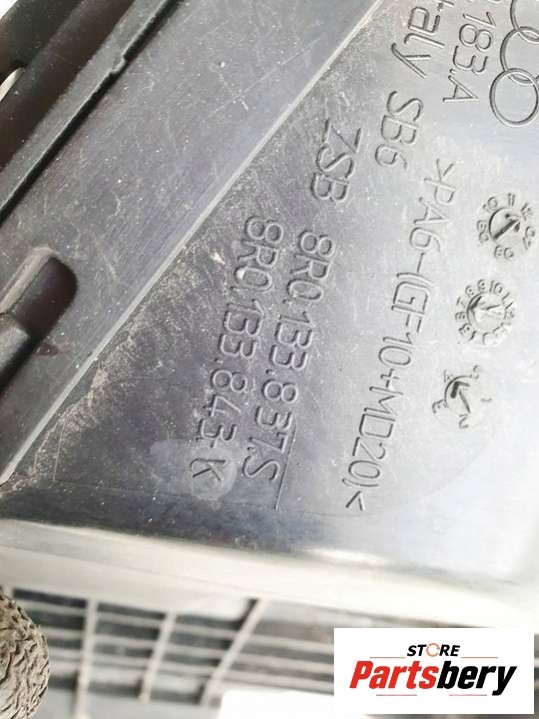 183.A
Italy SB6
>PA6-(GF10+MD20)<
ZSB 8R0.133.837.S
8R0.133.843.K
STORE
Partsbery